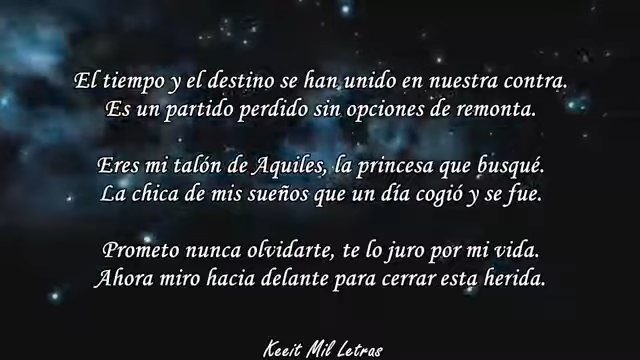 El tiempo y el destino se han unido en nuestra contra.
Es un partido perdido sin opciones de remonta.
Eres mi talón de Aquiles, la princesa que busqué.
La chica de mis sueños que un día cogió y se fue.
Prometo nunca olvidarte, te lo juro por mi vida.
Ahora miro hacia delante para cerrar esta herida.
Keeit Mil Letras